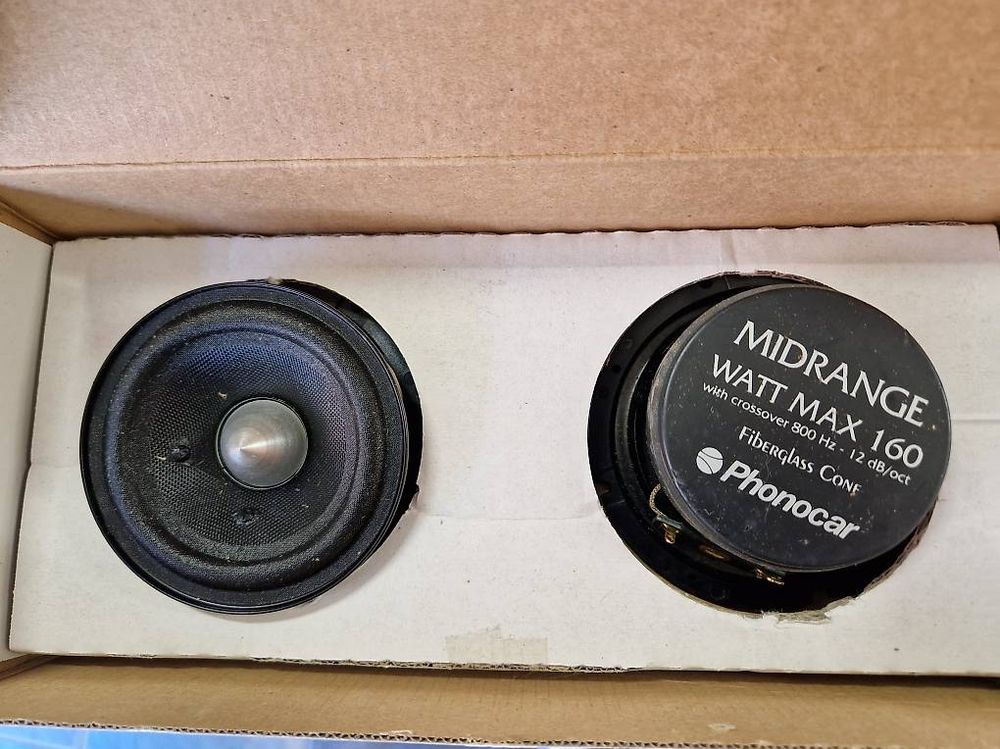 MIDRANGE
WATT MAX 160
with crossover 800 Hz - 12 dB/oct
Fiberglass Cone
Phonocar